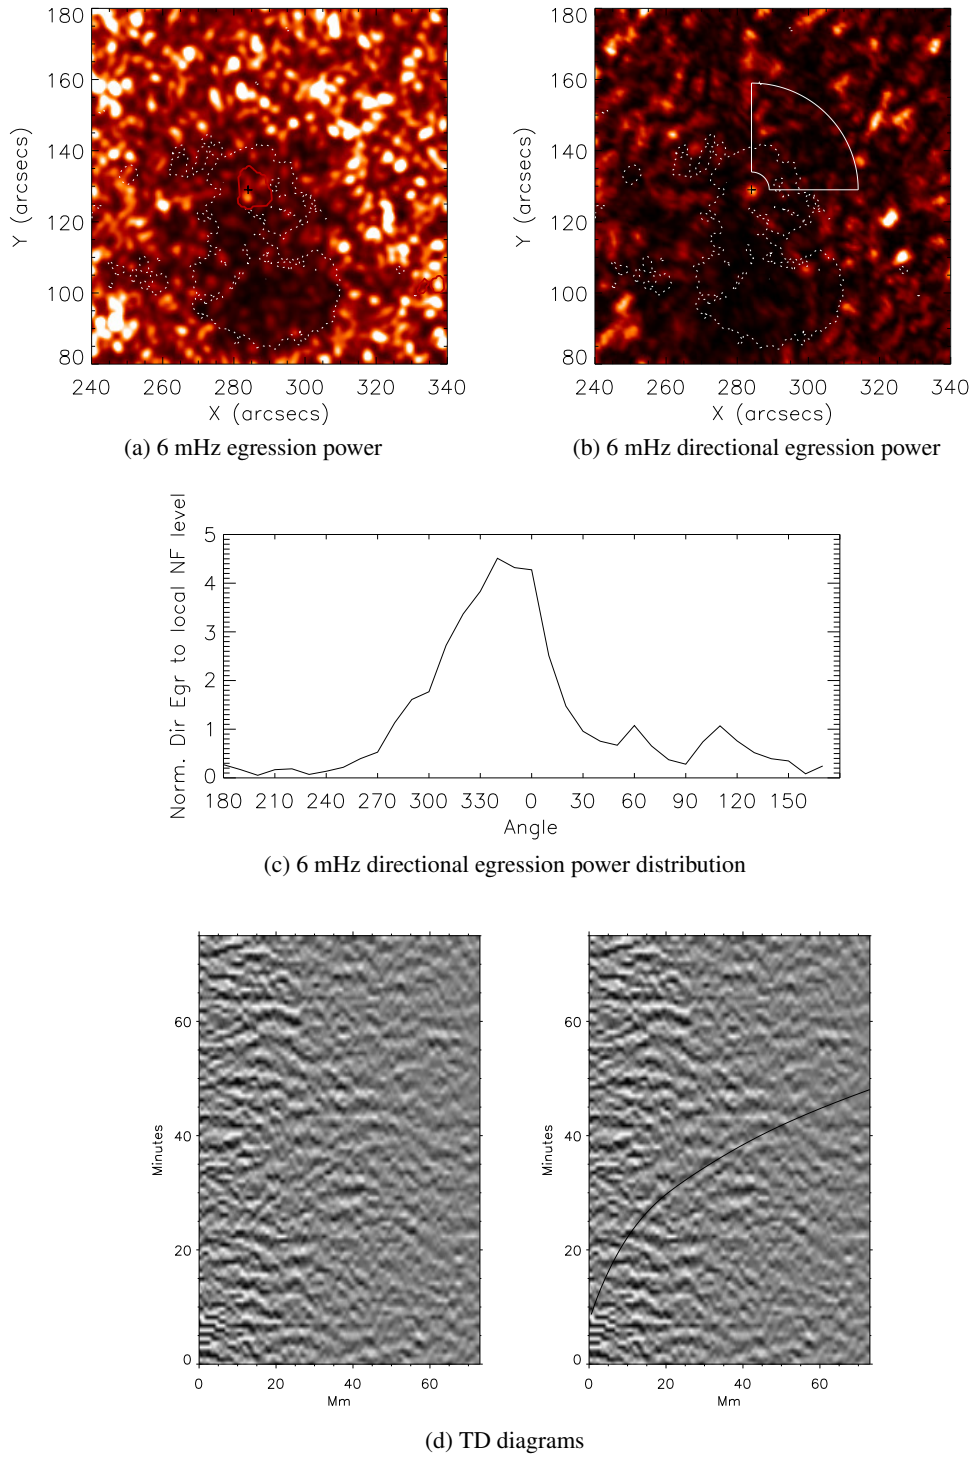 180
160
140
120
100
80
Y (arcsecs)
240 260 280 300 320 340
X (arcsecs)
(a) 6 mHz egression power
180
160
140
120
100
80
Y (arcsecs)
240 260 280 300 320 340
X (arcsecs)
(b) 6 mHz directional egression power
Norm. Dir Egr to local NF level
5
4
3
2
1
0
180 210 240 270 300 330 0 30 60 90 120 150
Angle
(c) 6 mHz directional egression power distribution
60
40
20
0
Minutes
0 20 40 60
Mm
60
40
20
0
Minutes
0 20 40 60
Mm
(d) TD diagrams